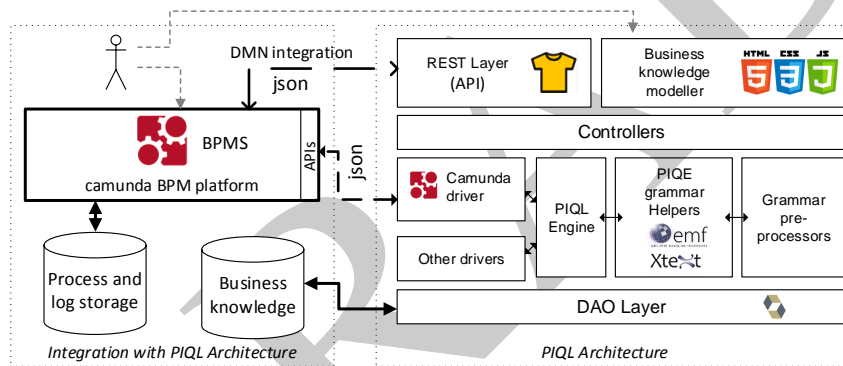 DMN integration
json
BPMS
camunda BPM platform
APIs
json
Process and
log storage
Business
knowledge
Integration with PIQL Architecture
REST Layer
(API)
Business
knowledge
modeller
HTML
5
CSS
3
JS
Controllers
Camunda
driver
Other drivers
PIQL
Engine
PIQE
grammar
Helpers
emf
Xtext
Grammar
pre-
processors
DAO Layer
PIQL Architecture